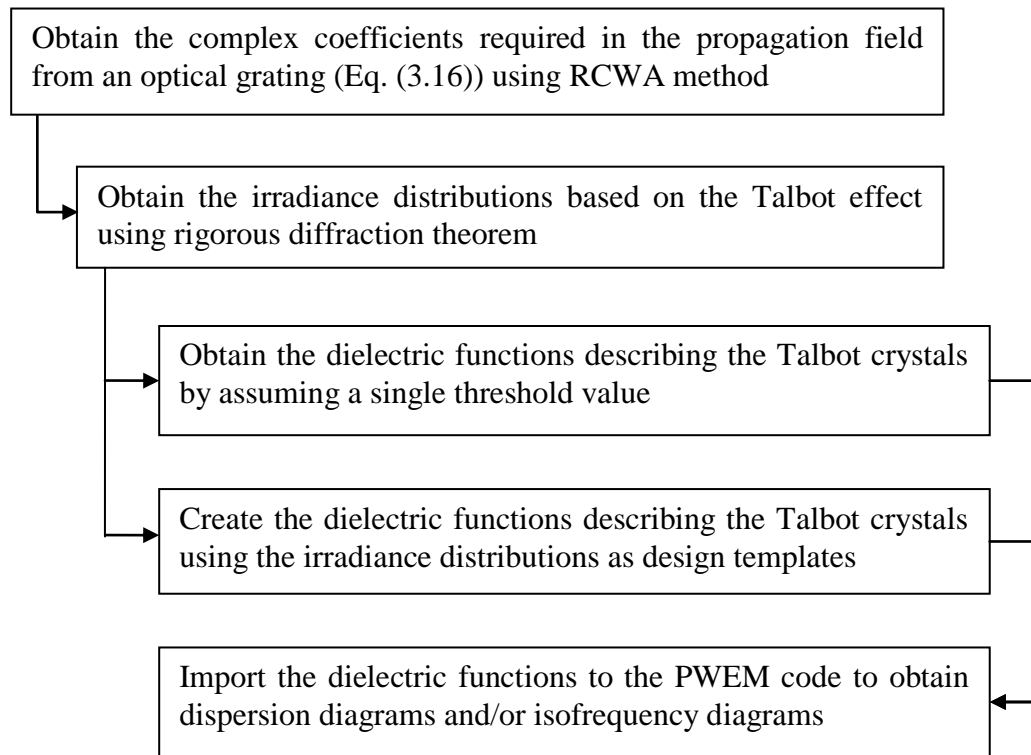 Obtain the complex coefficients required in the propagation field
from an optical grating (Eq. (3.16)) using RCWA method
Obtain the irradiance distributions based on the Talbot effect
using rigorous diffraction theorem
Obtain the dielectric functions describing the Talbot crystals
by assuming a single threshold value
Create the dielectric functions describing the Talbot crystals
using the irradiance distributions as design templates
Import the dielectric functions to the PWEM code to obtain
dispersion diagrams and/or isofrequency diagrams